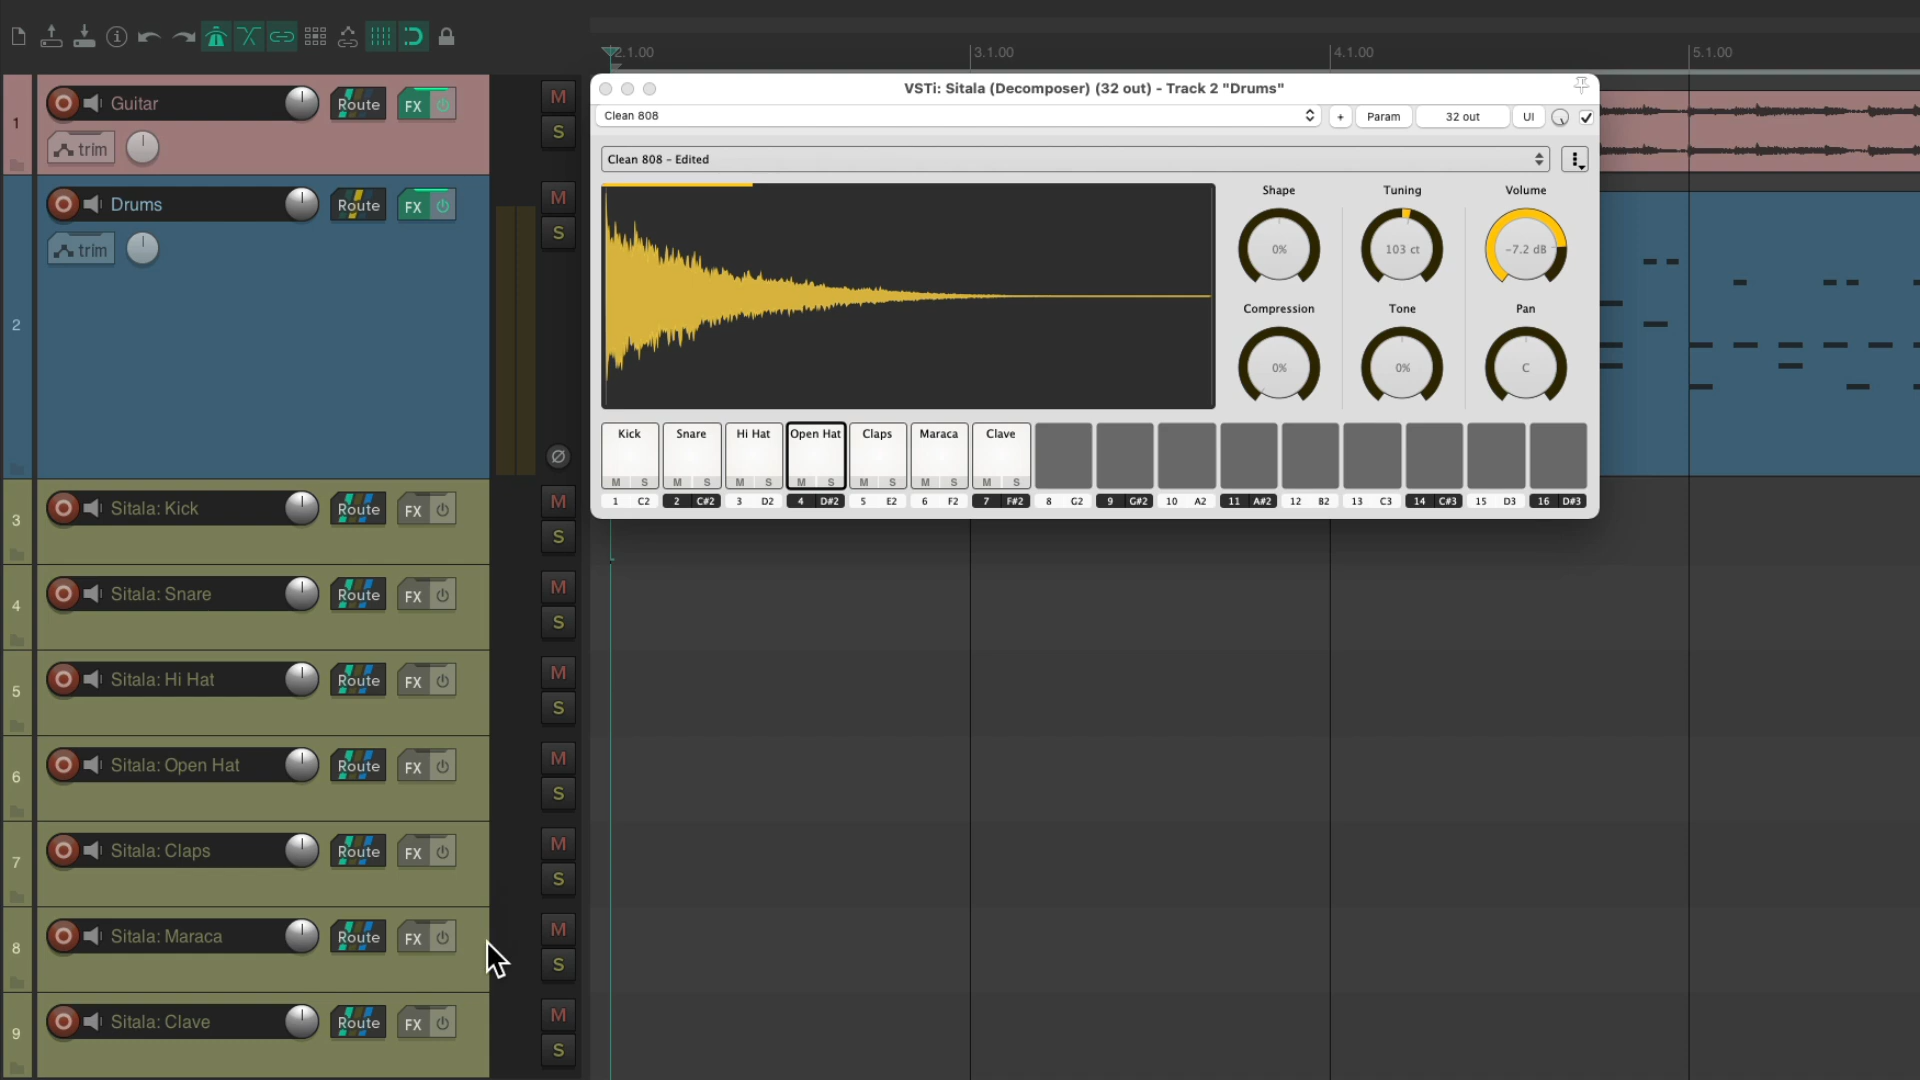 2.1.00 3.1.00 4.1.00 5.1.00
VSTi: Sitala (Decomposer) (32 out) - Track 2 "Drums"
Clean 808 + Param 32 out UI
Clean 808 - Edited
Shape Tuning Volume
0% 103 ct -7.2 dB
Compression Tone Pan
0% 0% C
Kick Snare Hi Hat Open Hat Claps Maraca Clave
M S M S M S M S M S M S M S
1 C2 2 C#2 3 D2 4 D#2 5 E2 6 F2 7 F#2 8 G2 9 G#2 10 A2 11 A#2 12 B2 13 C3 14 C#3 15 D3 16 D#3
1 Guitar Route FX M
trim S
2 Drums Route FX M
trim S
3 Sitala: Kick Route FX M
S
4 Sitala: Snare Route FX M
S
5 Sitala: Hi Hat Route FX M
S
6 Sitala: Open Hat Route FX M
S
7 Sitala: Claps Route FX M
S
8 Sitala: Maraca Route FX M
S
9 Sitala: Clave Route FX M
S